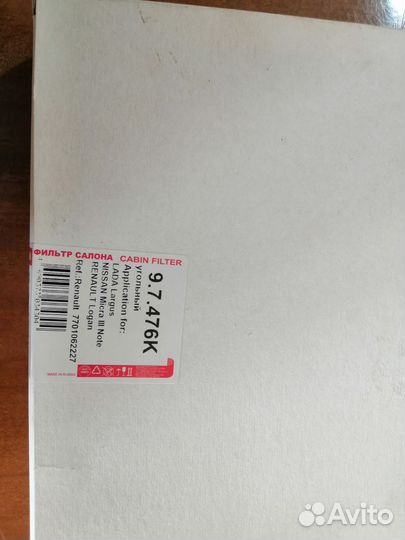 ФИЛЬТР САЛОНА CABIN FILTER
9.7.476K
угольный
Application for:
LADA Largus
NISSAN Micra III Note
RENAULT Logan
Ref.:Renault 7701062227
MADE IN RUSSIA
Avito